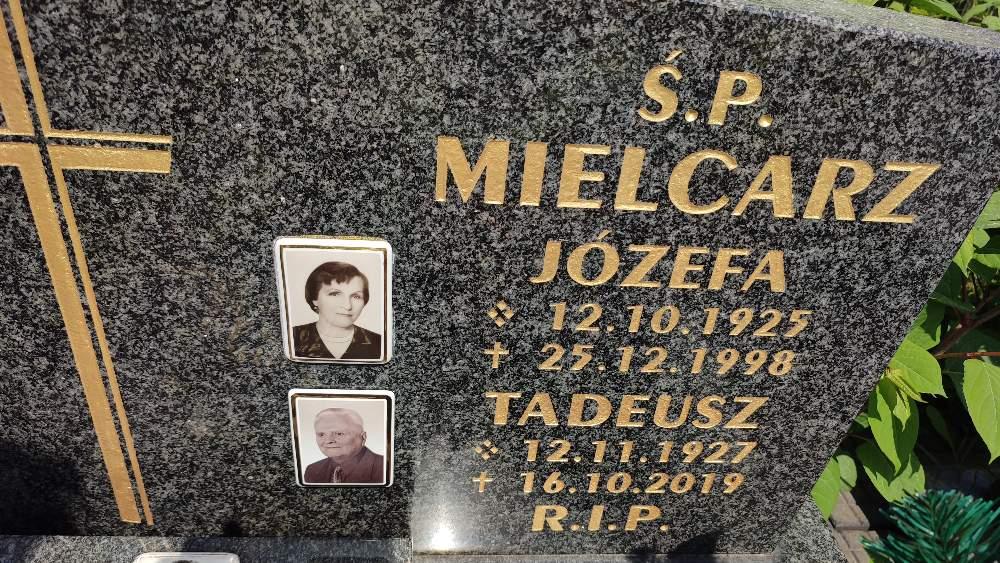 Ś.P.
MIELCARZ
JÓZEFA
12.10.1925
25.12.1998
TADEUSZ
12.11.1927
16.10.2019
R.I.P.